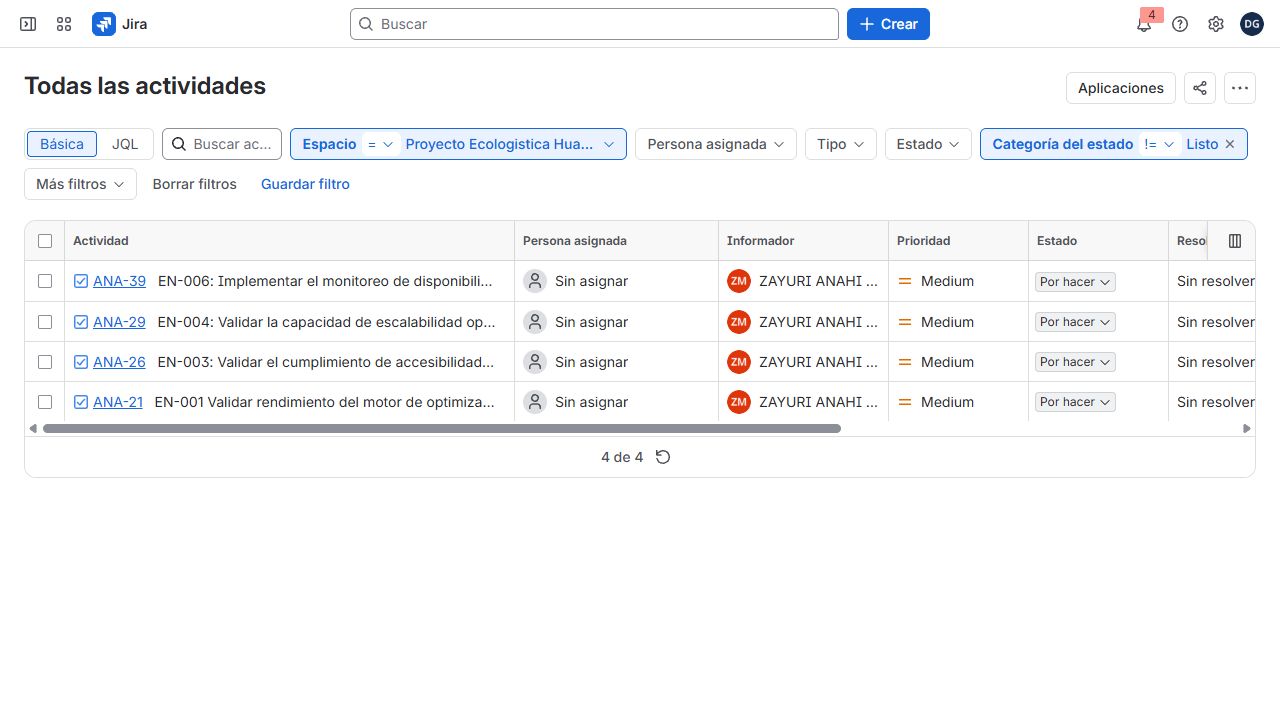 Jira
Buscar
Crear
4
DG
Todas las actividades
Aplicaciones
Básica
JQL
Buscar ac...
Espacio = Proyecto Ecologistica Hua...
Persona asignada
Tipo
Estado
Categoría del estado != Listo
Más filtros
Borrar filtros
Guardar filtro
Actividad Persona asignada Informador Prioridad Estado Resol
ANA-39 EN-006: Implementar el monitoreo de disponibili... Sin asignar ZM ZAYURI ANAHI ... Medium Por hacer Sin resolver
ANA-29 EN-004: Validar la capacidad de escalabilidad op... Sin asignar ZM ZAYURI ANAHI ... Medium Por hacer Sin resolver
ANA-26 EN-003: Validar el cumplimiento de accesibilidad... Sin asignar ZM ZAYURI ANAHI ... Medium Por hacer Sin resolver
ANA-21 EN-001 Validar rendimiento del motor de optimiza... Sin asignar ZM ZAYURI ANAHI ... Medium Por hacer Sin resolver
4 de 4